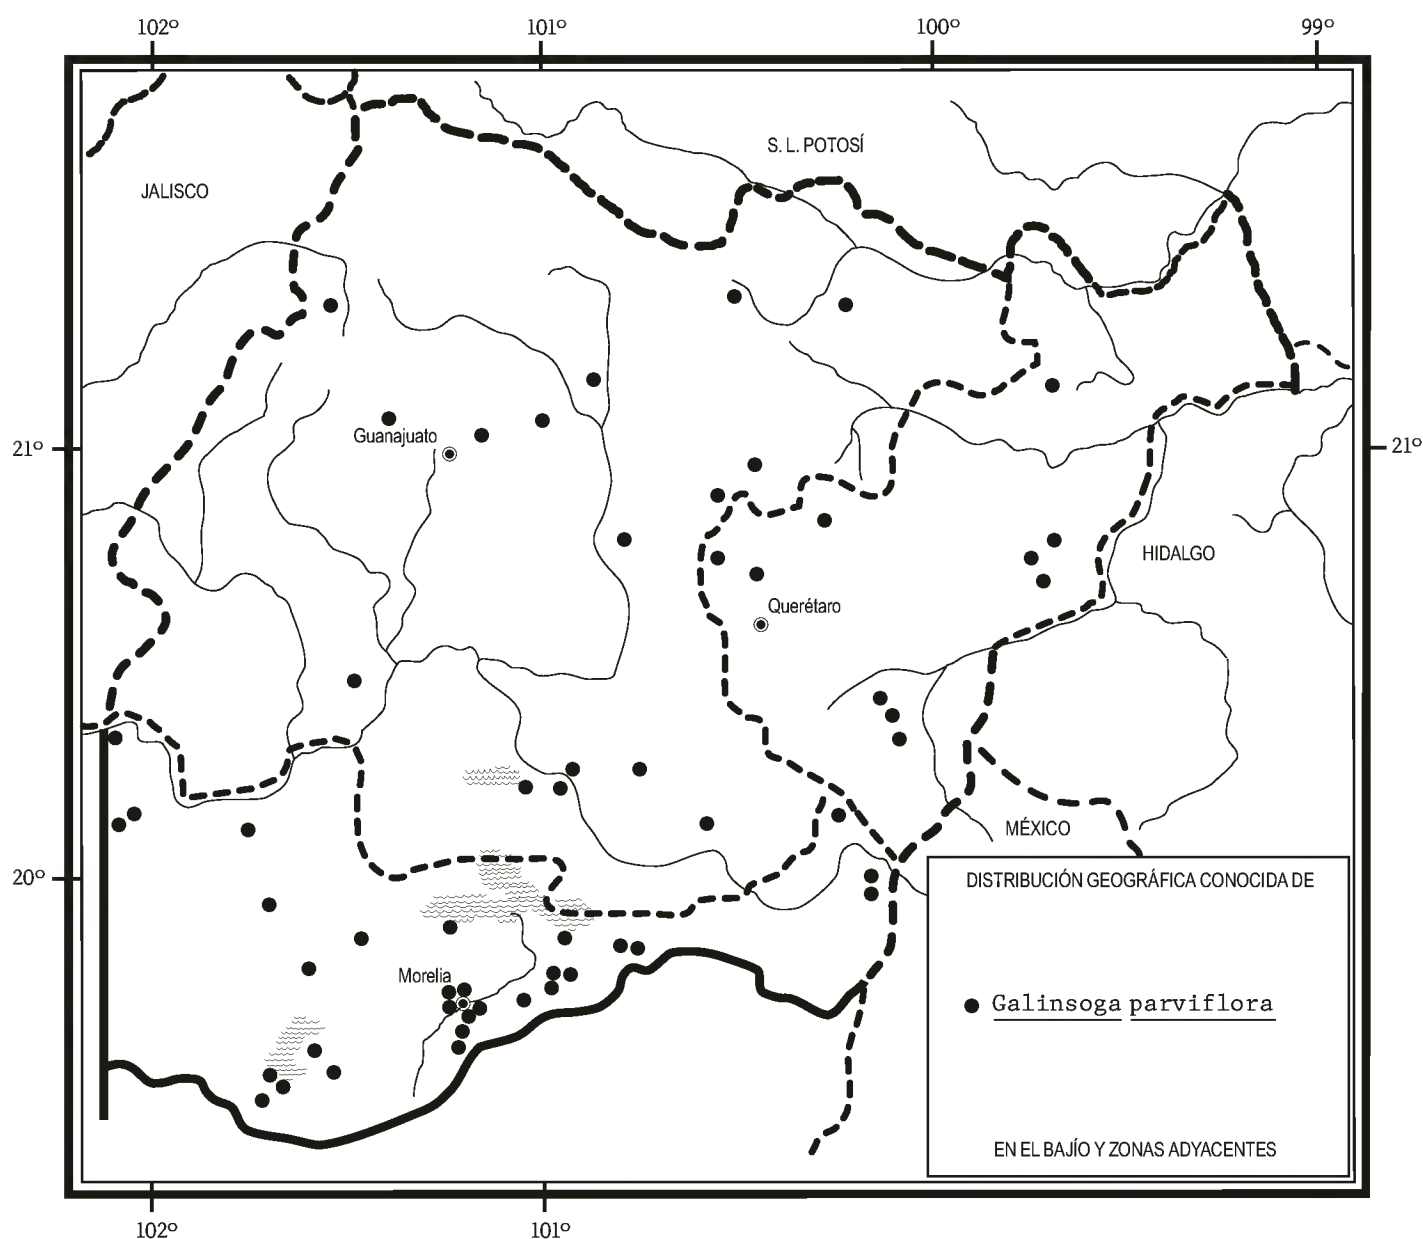 102º 101º 100º 99º
S. L. POTOSÍ
JALISCO
Guanajuato
21º 21º
HIDALGO
Querétaro
MÉXICO
20º
DISTRIBUCIÓN GEOGRÁFICA CONOCIDA DE
Morelia
Galinsoga parviflora
EN EL BAJÍO Y ZONAS ADYACENTES
102º 101º